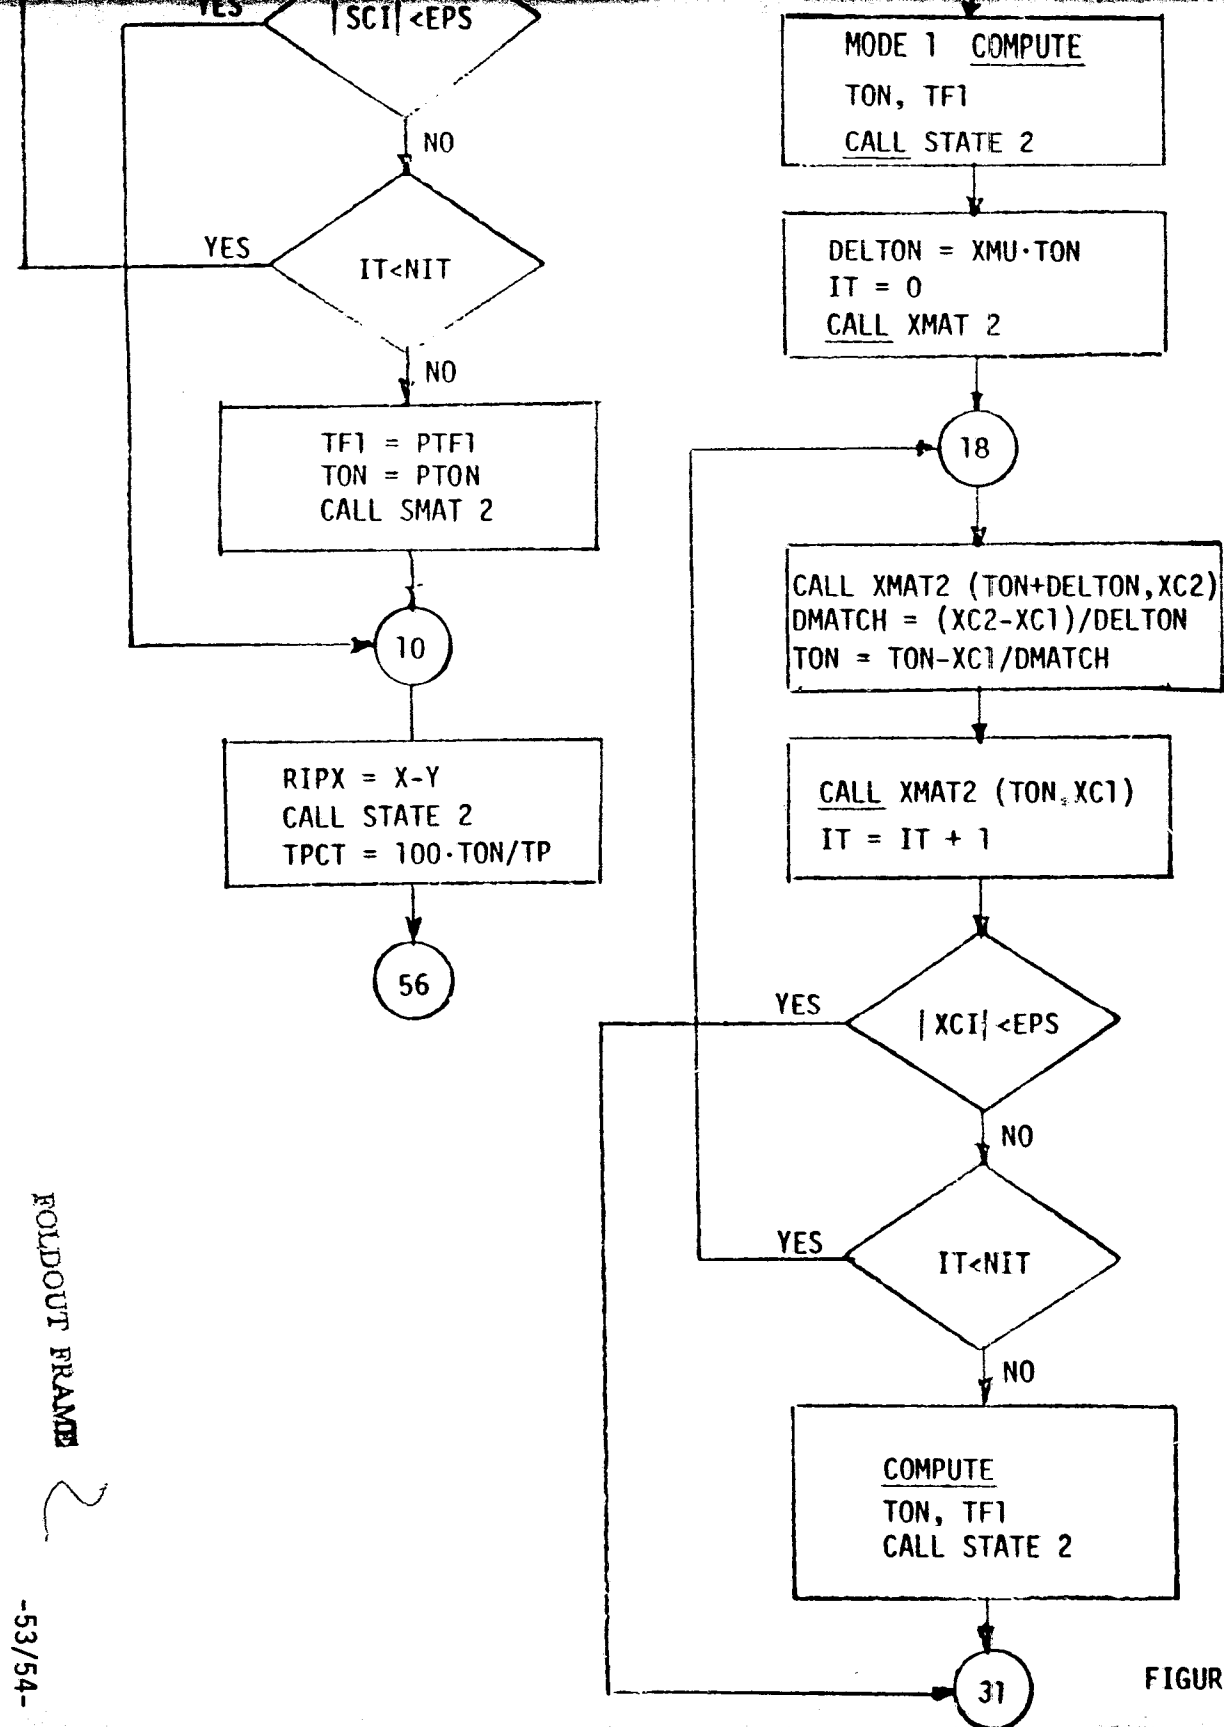 YES
|SCI|<EPS
NO
YES
IT<NIT
NO
TF1 = PTF1
TON = PTON
CALL SMAT 2
10
RIPX = X-Y
CALL STATE 2
TPCT = 100·TON/TP
56
MODE 1 COMPUTE
TON, TF1
CALL STATE 2
DELTON = XMU·TON
IT = 0
CALL XMAT 2
18
CALL XMAT2 (TON+DELTON,XC2)
DMATCH = (XC2-XC1)/DELTON
TON = TON-XC1/DMATCH
CALL XMAT2 (TON,XC1)
IT = IT + 1
YES
|XCI|<EPS
NO
YES
IT<NIT
NO
COMPUTE
TON, TF1
CALL STATE 2
31
FIGUR
FOLDOUT FRAME
2
-53/54-